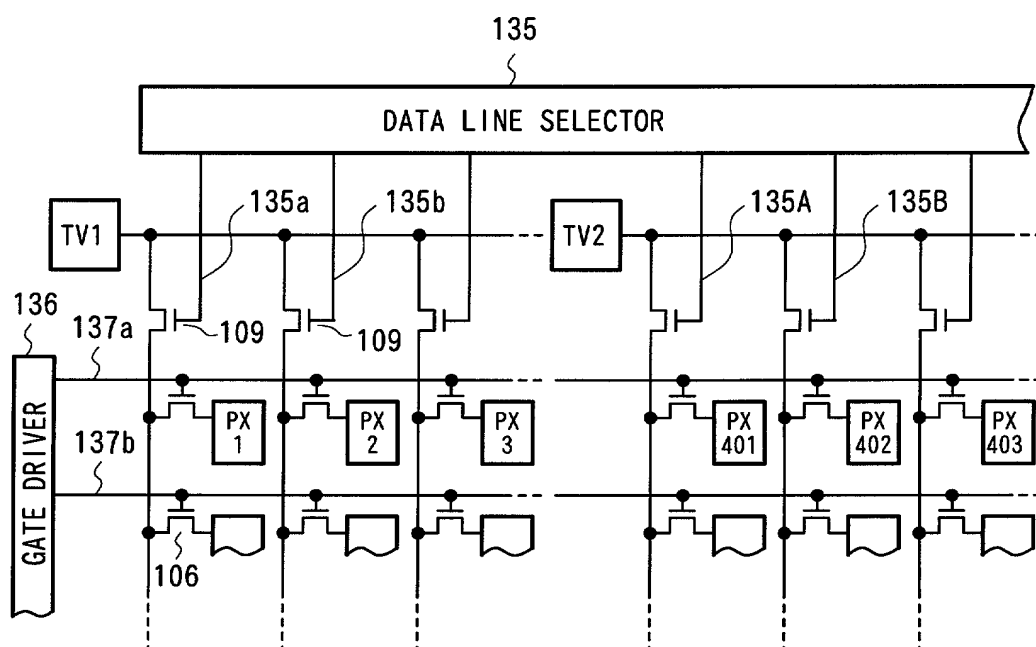 135
DATA LINE SELECTOR
135a
135b
135A
135B
TV1
TV2
136
137a
109
109
PX
1
PX
2
PX
3
PX
401
PX
402
PX
403
137b
GATE DRIVER
106